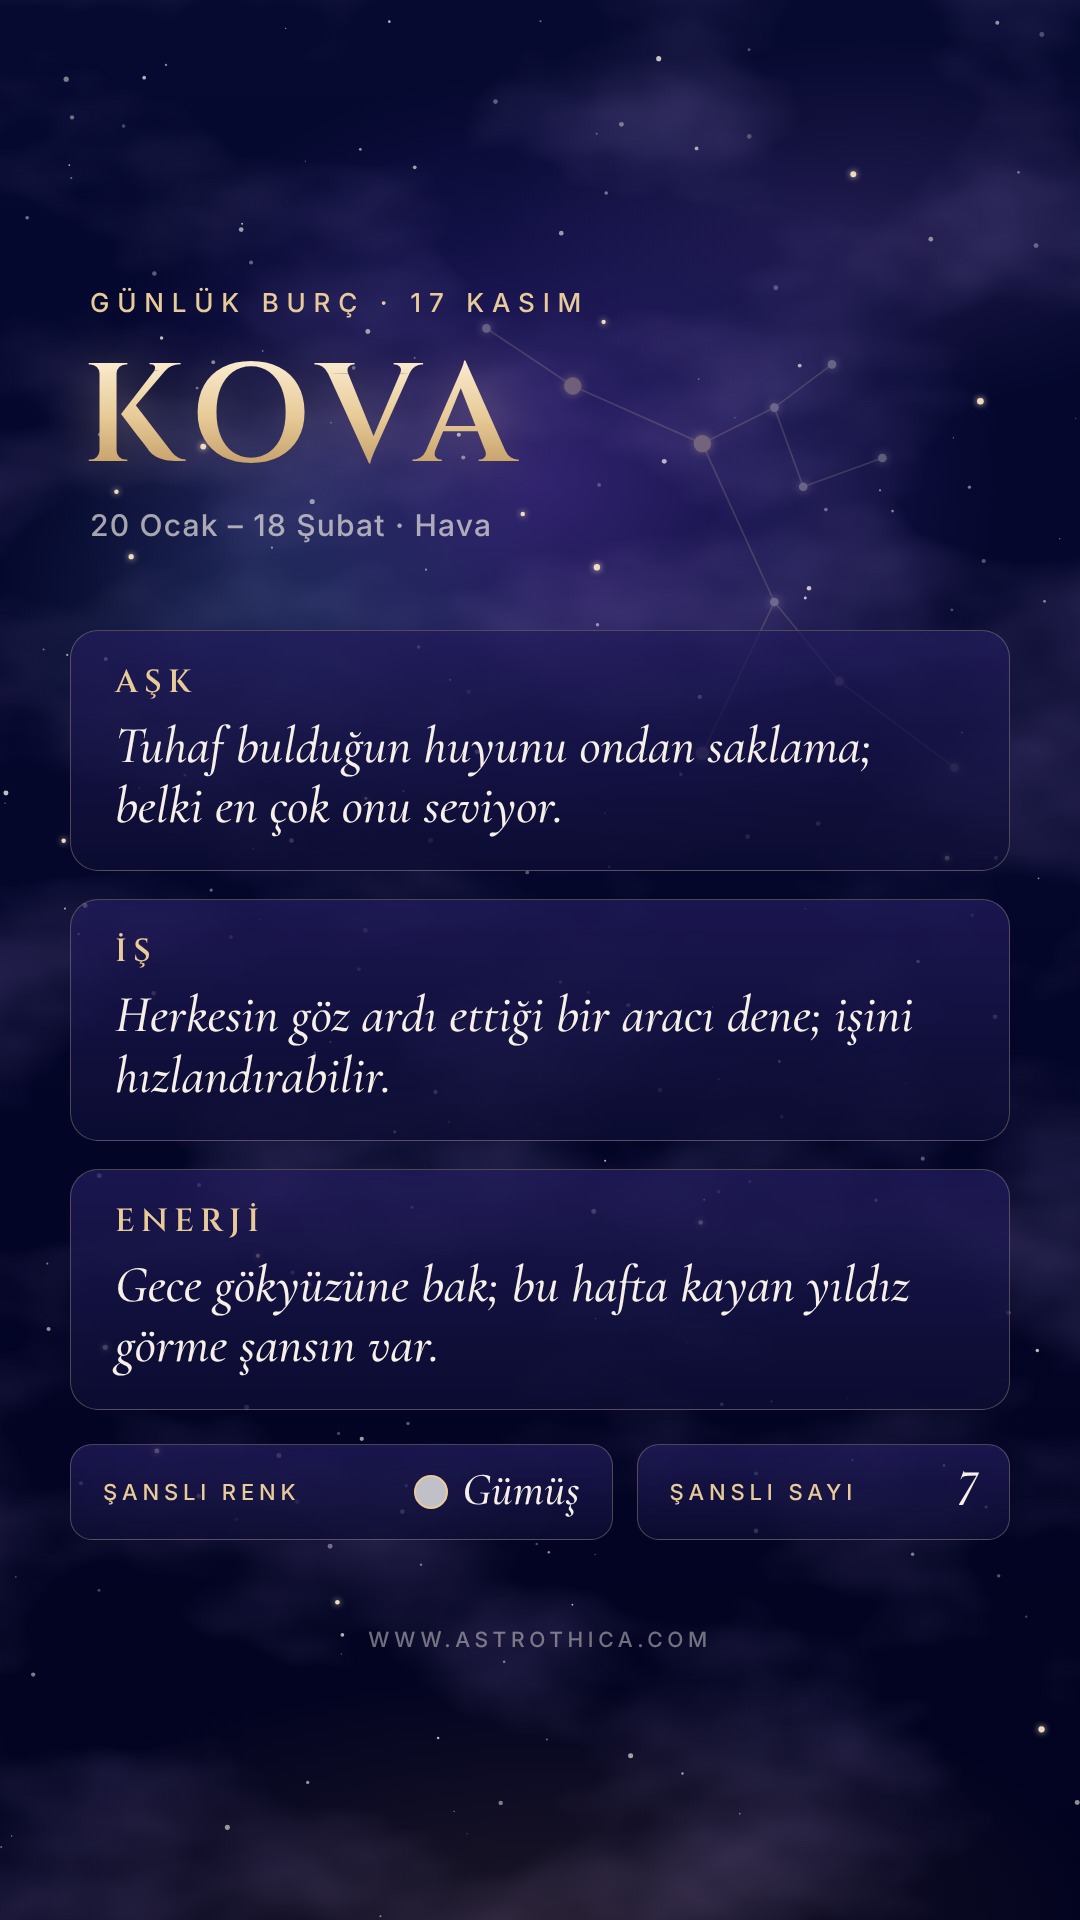 GÜNLÜK BURÇ · 17 KASIM
KOVA
20 Ocak – 18 Şubat · Hava
AŞK
Tuhaf bulduğun huyunu ondan saklama;
belki en çok onu seviyor.
İŞ
Herkesin göz ardı ettiği bir aracı dene; işini
hızlandırabilir.
ENERJİ
Gece gökyüzüne bak; bu hafta kayan yıldız
görme şansın var.
ŞANSLI RENK Gümüş
ŞANSLI SAYI 7
WWW.ASTROTHICA.COM